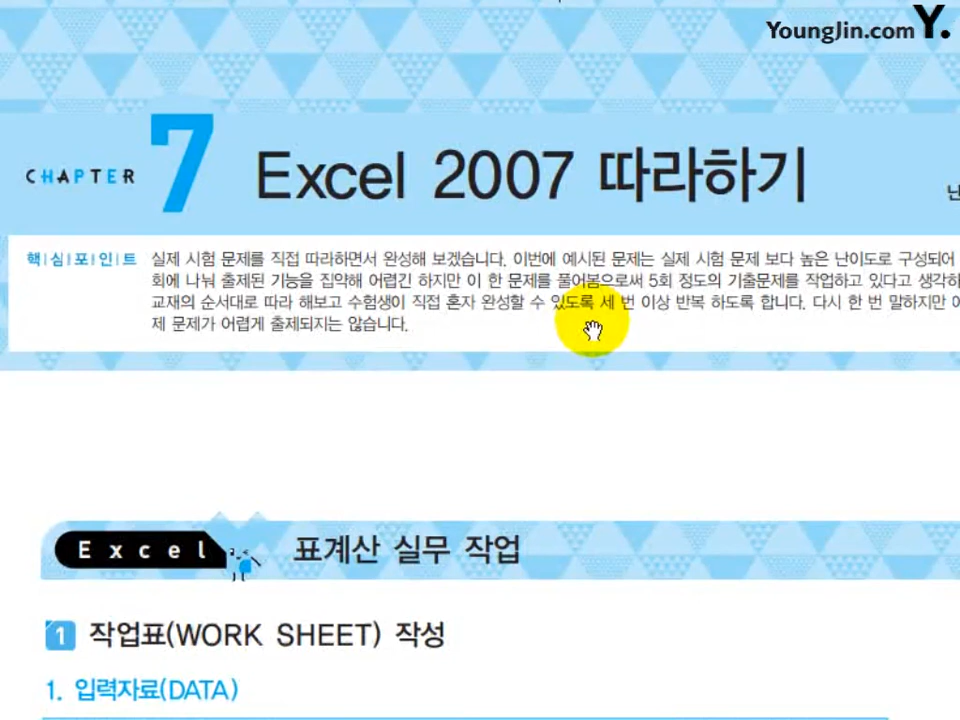 YoungJin.com Y.
CHAPTER 7 Excel 2007 따라하기
핵|심|포|인|트 실제 시험 문제를 직접 따라하면서 완성해 보겠습니다. 이번에 예시된 문제는 실제 시험 문제 보다 높은 난이도로 구성되어
회에 나눠 출제된 기능을 집약해 어렵긴 하지만 이 한 문제를 풀어봄으로써 5회 정도의 기출문제를 작업하고 있다고 생각하
교재의 순서대로 따라 해보고 수험생이 직접 혼자 완성할 수 있도록 세 번 이상 반복 하도록 합니다. 다시 한 번 말하지만
제 문제가 어렵게 출제되지는 않습니다.
Excel 표계산 실무 작업
1 작업표(WORK SHEET) 작성
1. 입력자료(DATA)